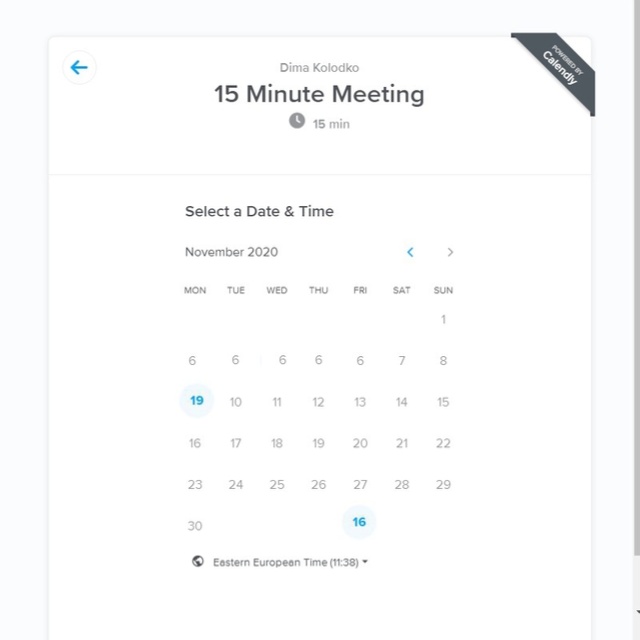 POWERED BY
Calendly
Dima Kolodko
15 Minute Meeting
15 min
Select a Date & Time
November 2020
MON TUE WED THU FRI SAT SUN
1
6 6 6 6 6 7 8
19 10 11 12 13 14 15
16 17 18 19 20 21 22
23 24 25 26 27 28 29
30 16
Eastern European Time (11:38)